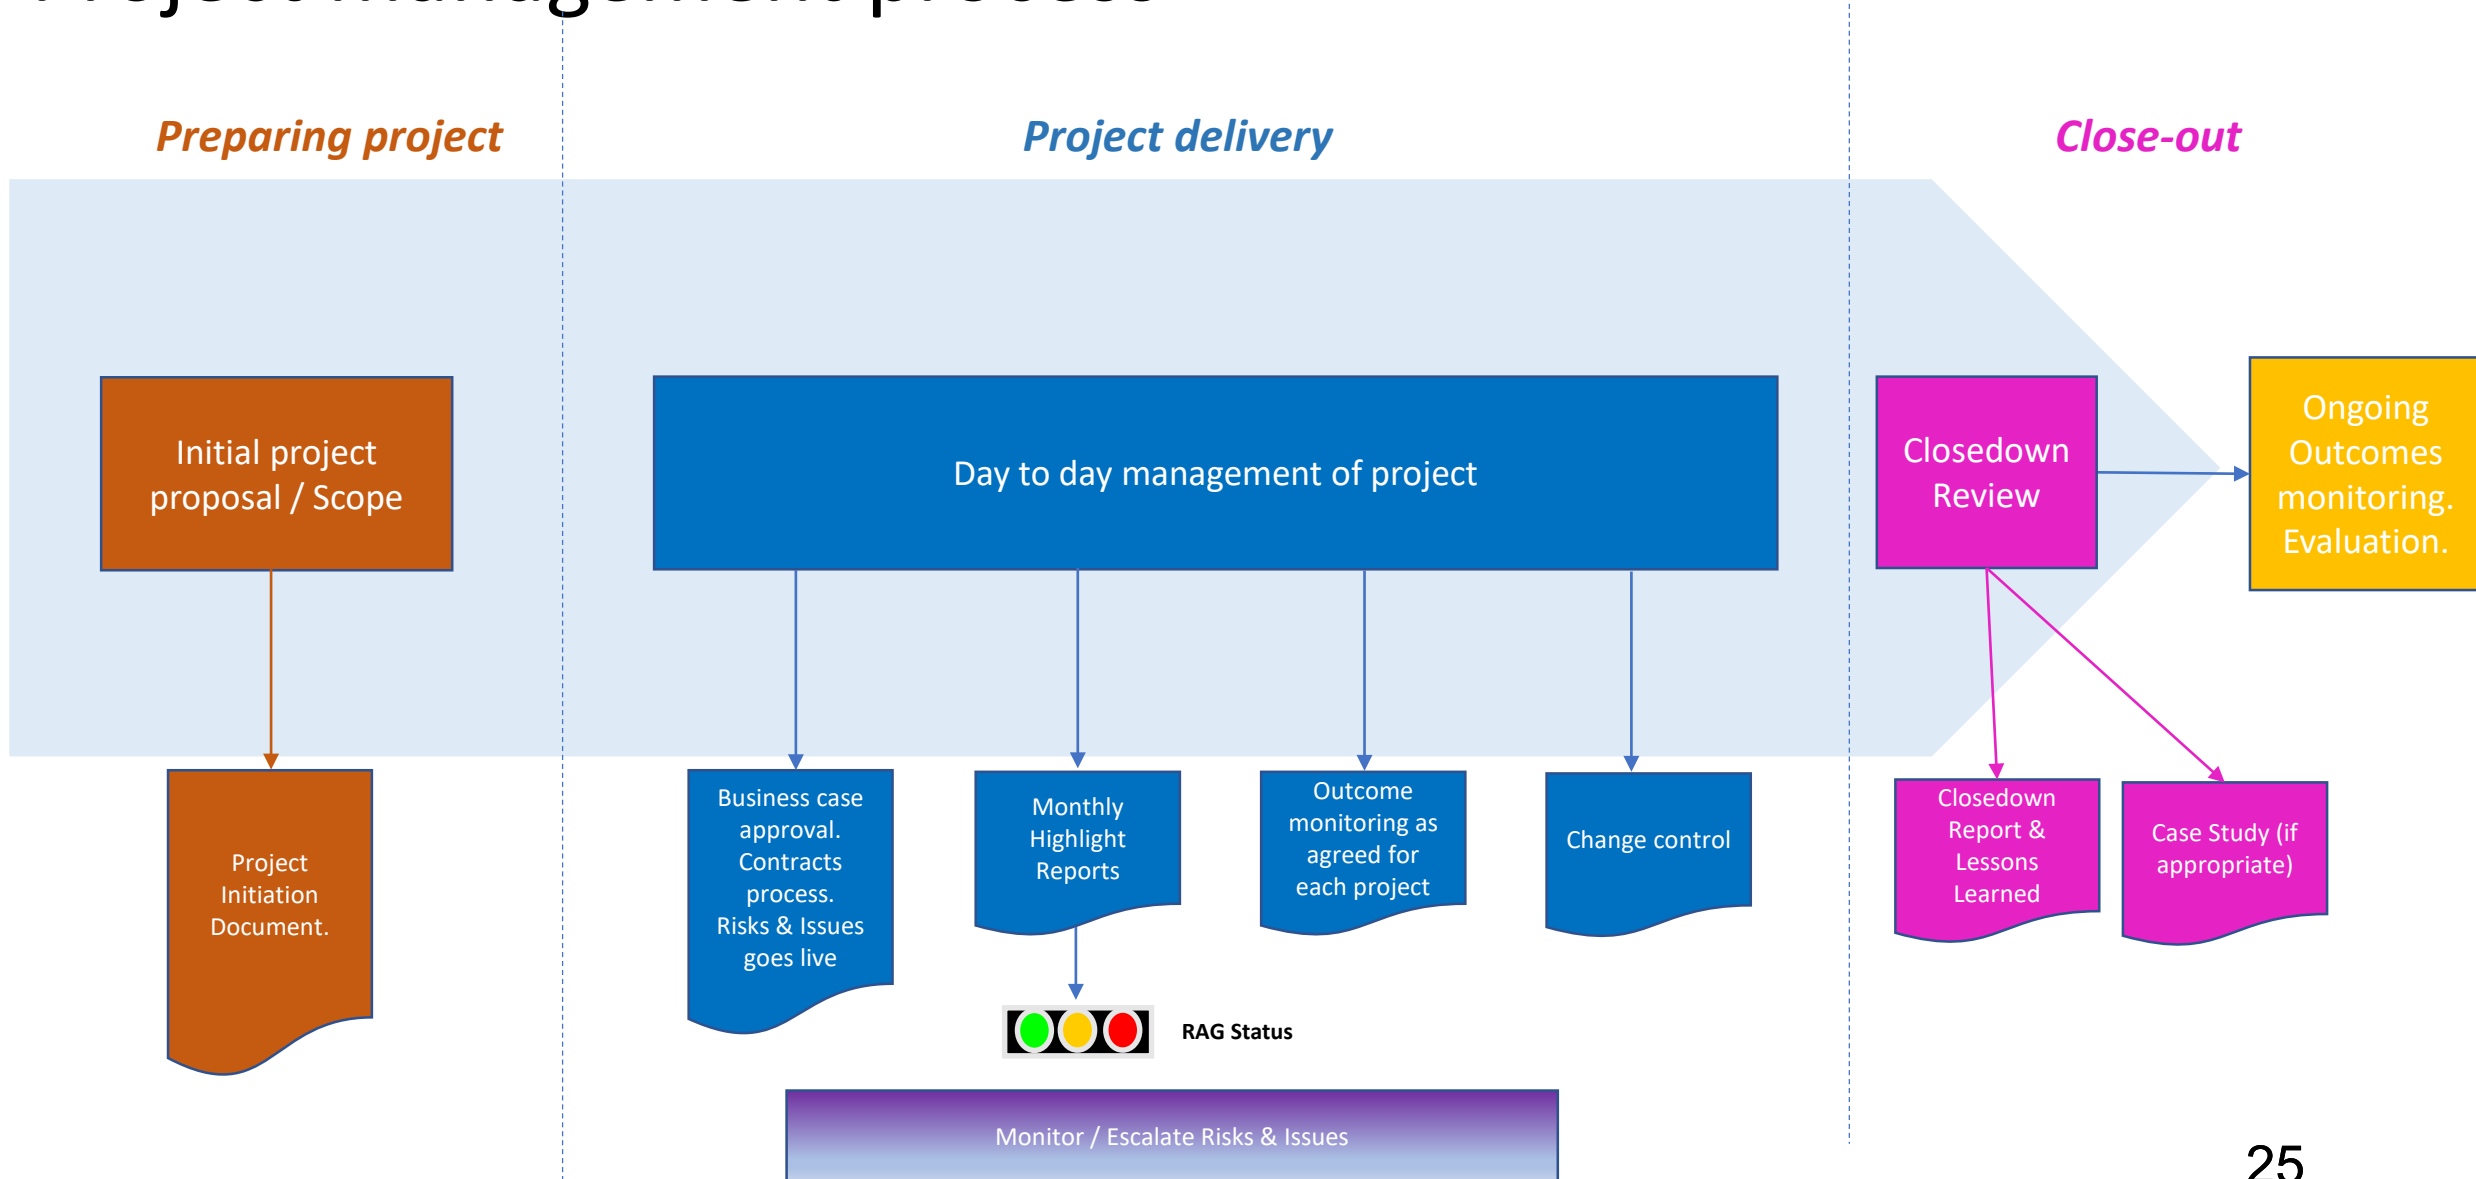 Project management process
Preparing project
Project delivery
Close-out
Initial project
proposal / Scope
Day to day management of project
Closedown
Review
Ongoing
Outcomes
monitoring.
Evaluation.
Project
Initiation
Document.
Business case
approval.
Contracts
process.
Risks & Issues
goes live
Monthly
Highlight
Reports
Outcome
monitoring as
agreed for
each project
Change control
Closedown
Report &
Lessons
Learned
Case Study (if
appropriate)
RAG Status
Monitor / Escalate Risks & Issues
25